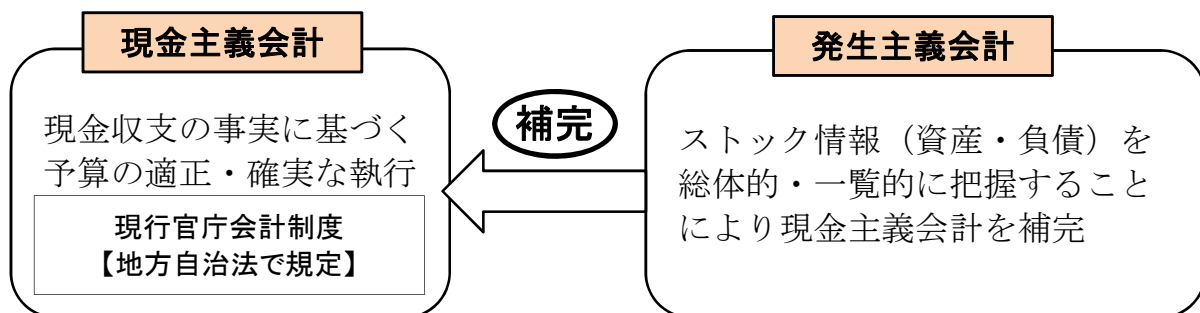 現金主義会計
現金収支の事実に基づく
予算の適正・確実な執行
現行官庁会計制度
【地方自治法で規定】
補完
発生主義会計
ストック情報（資産・負債）を
総体的・一覧的に把握すること
により現金主義会計を補完